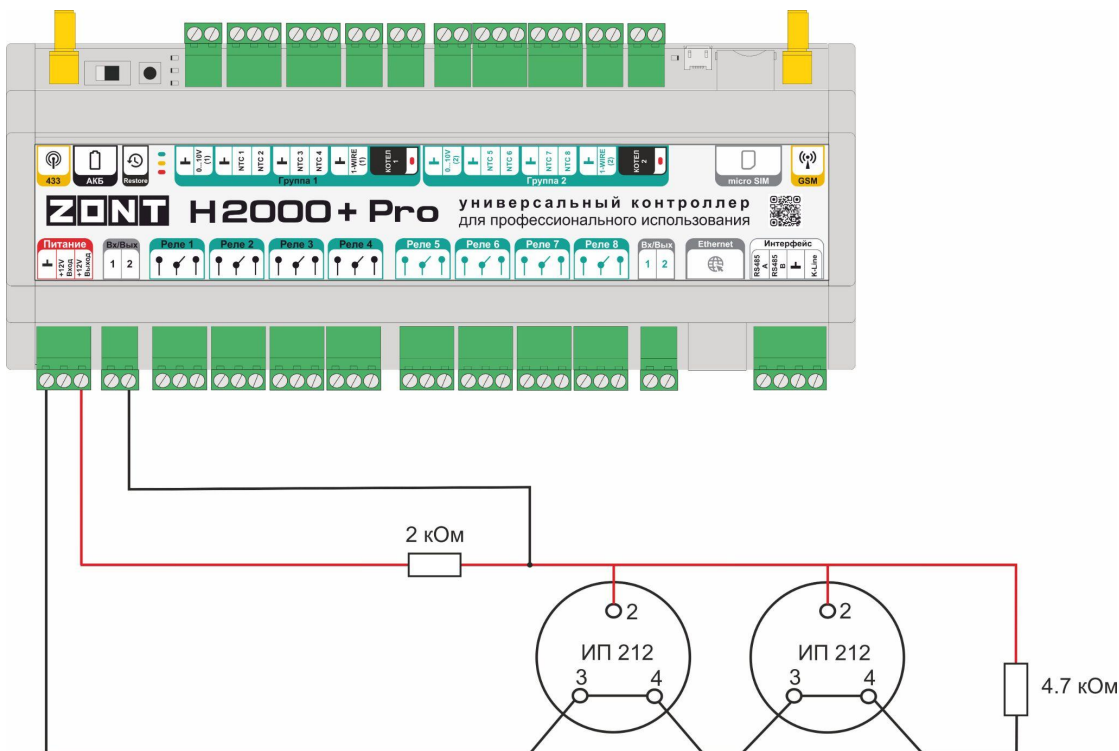 433
АКБ
Restore
0...10V (1)
NTC 1
NTC 2
NTC 3
NTC 4
1-WIRE (1)
КОТЕЛ 1
Группа 1
0...10V (2)
NTC 5
NTC 6
NTC 7
NTC 8
1-WIRE (2)
КОТЕЛ 2
Группа 2
micro SIM
GSM
ZONT H2000+ Pro
универсальный контроллер
для профессионального использования
Питание
+12V Вход
+12V Выход
Вх/Вых
1 2
Реле 1
Реле 2
Реле 3
Реле 4
Реле 5
Реле 6
Реле 7
Реле 8
Вх/Вых
1 2
Ethernet
Интерфейс
RS485 A
RS485 B
K-Line
2 кОм
2
ИП 212
3 4
2
ИП 212
3 4
4.7 кОм